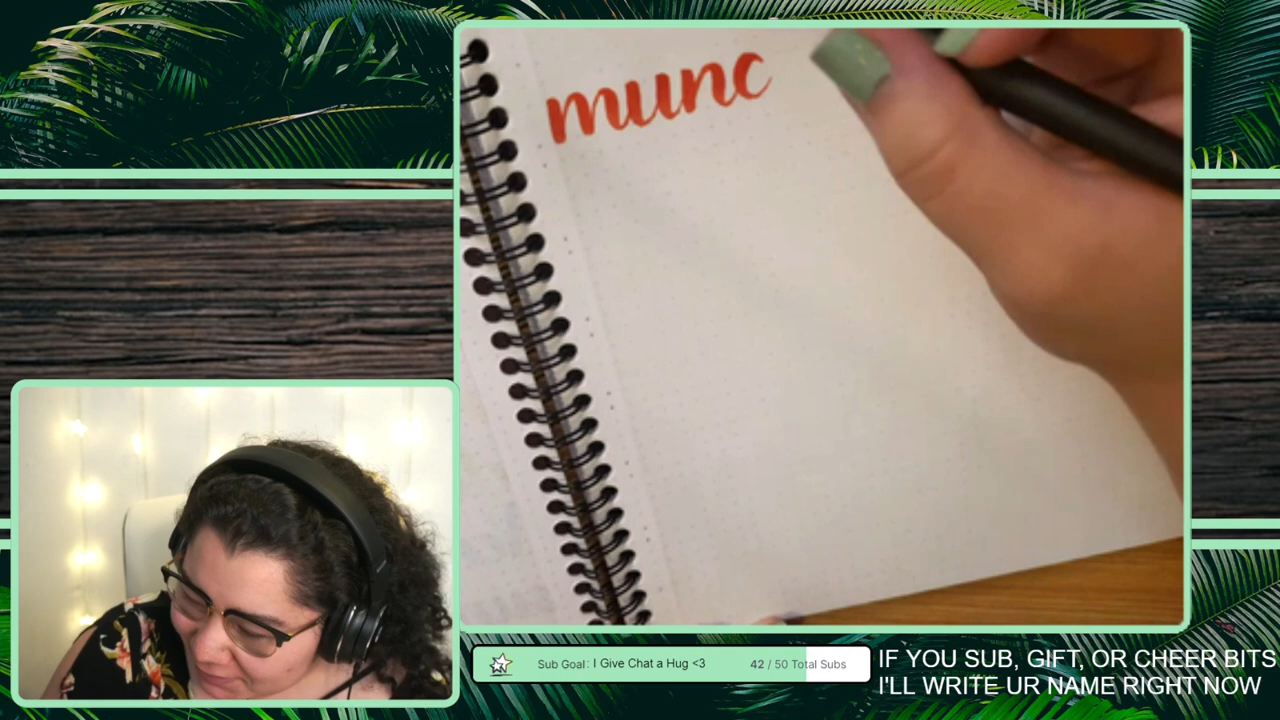 munc
Sub Goal: I Give Chat a Hug <3 42 / 50 Total Subs
IF YOU SUB, GIFT, OR CHEER BITS
I'LL WRITE UR NAME RIGHT NOW